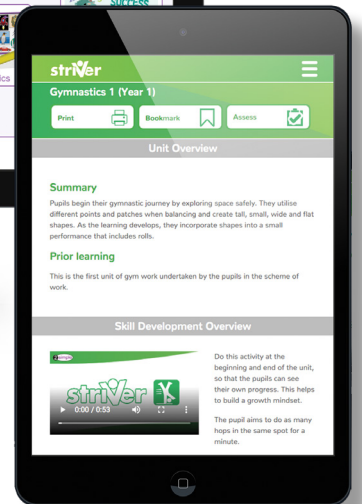 SUCCESS
ics
striver
Gymnastics 1 (Year 1)
Print
Bookmark
Assess
Unit Overview
Summary
Pupils begin their gymnastic journey by exploring space safely. They utilise
different points and patches when balancing and create tall, small, wide and flat
shapes. As the learning develops, they incorporate shapes into a small
performance that includes rolls.
Prior learning
This is the first unit of gym work undertaken by the pupils in the scheme of
work.
Skill Development Overview
striver
0:00 / 0:53
Do this activity at the
beginning and end of the unit,
so that the pupils can see
their own progress. This helps
to build a growth mindset.
The pupil aims to do as many
hops in the same spot for a
minute.